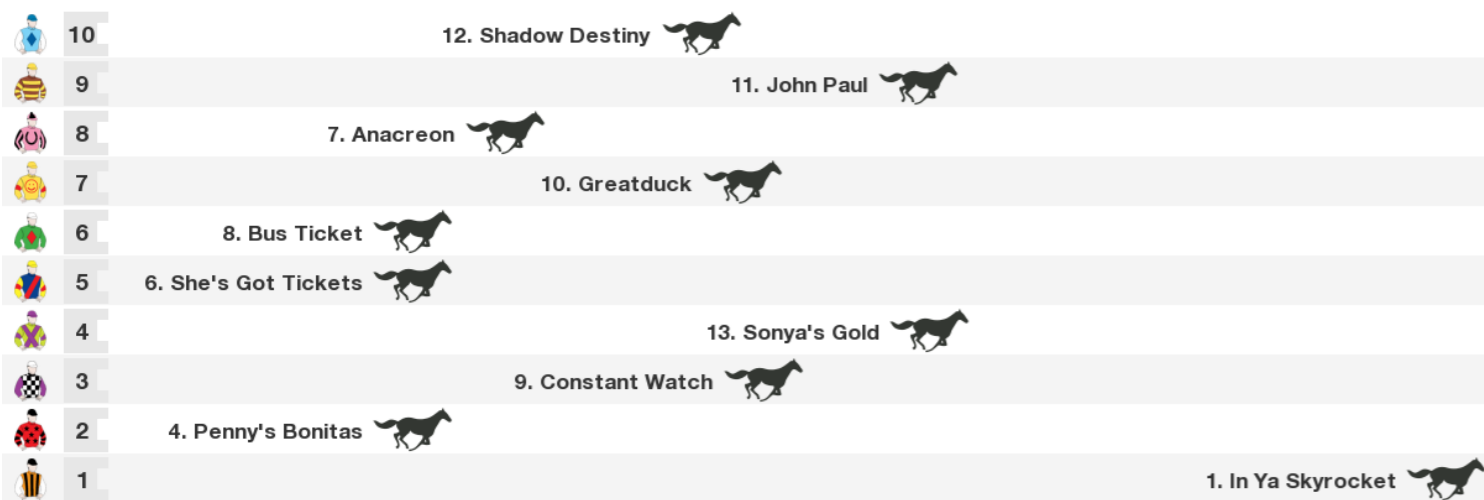 10 12. Shadow Destiny
9 11. John Paul
8 7. Anacreon
7 10. Greatduck
6 8. Bus Ticket
5 6. She's Got Tickets
4 13. Sonya's Gold
3 9. Constant Watch
2 4. Penny's Bonitas
1 1. In Ya Skyrocket